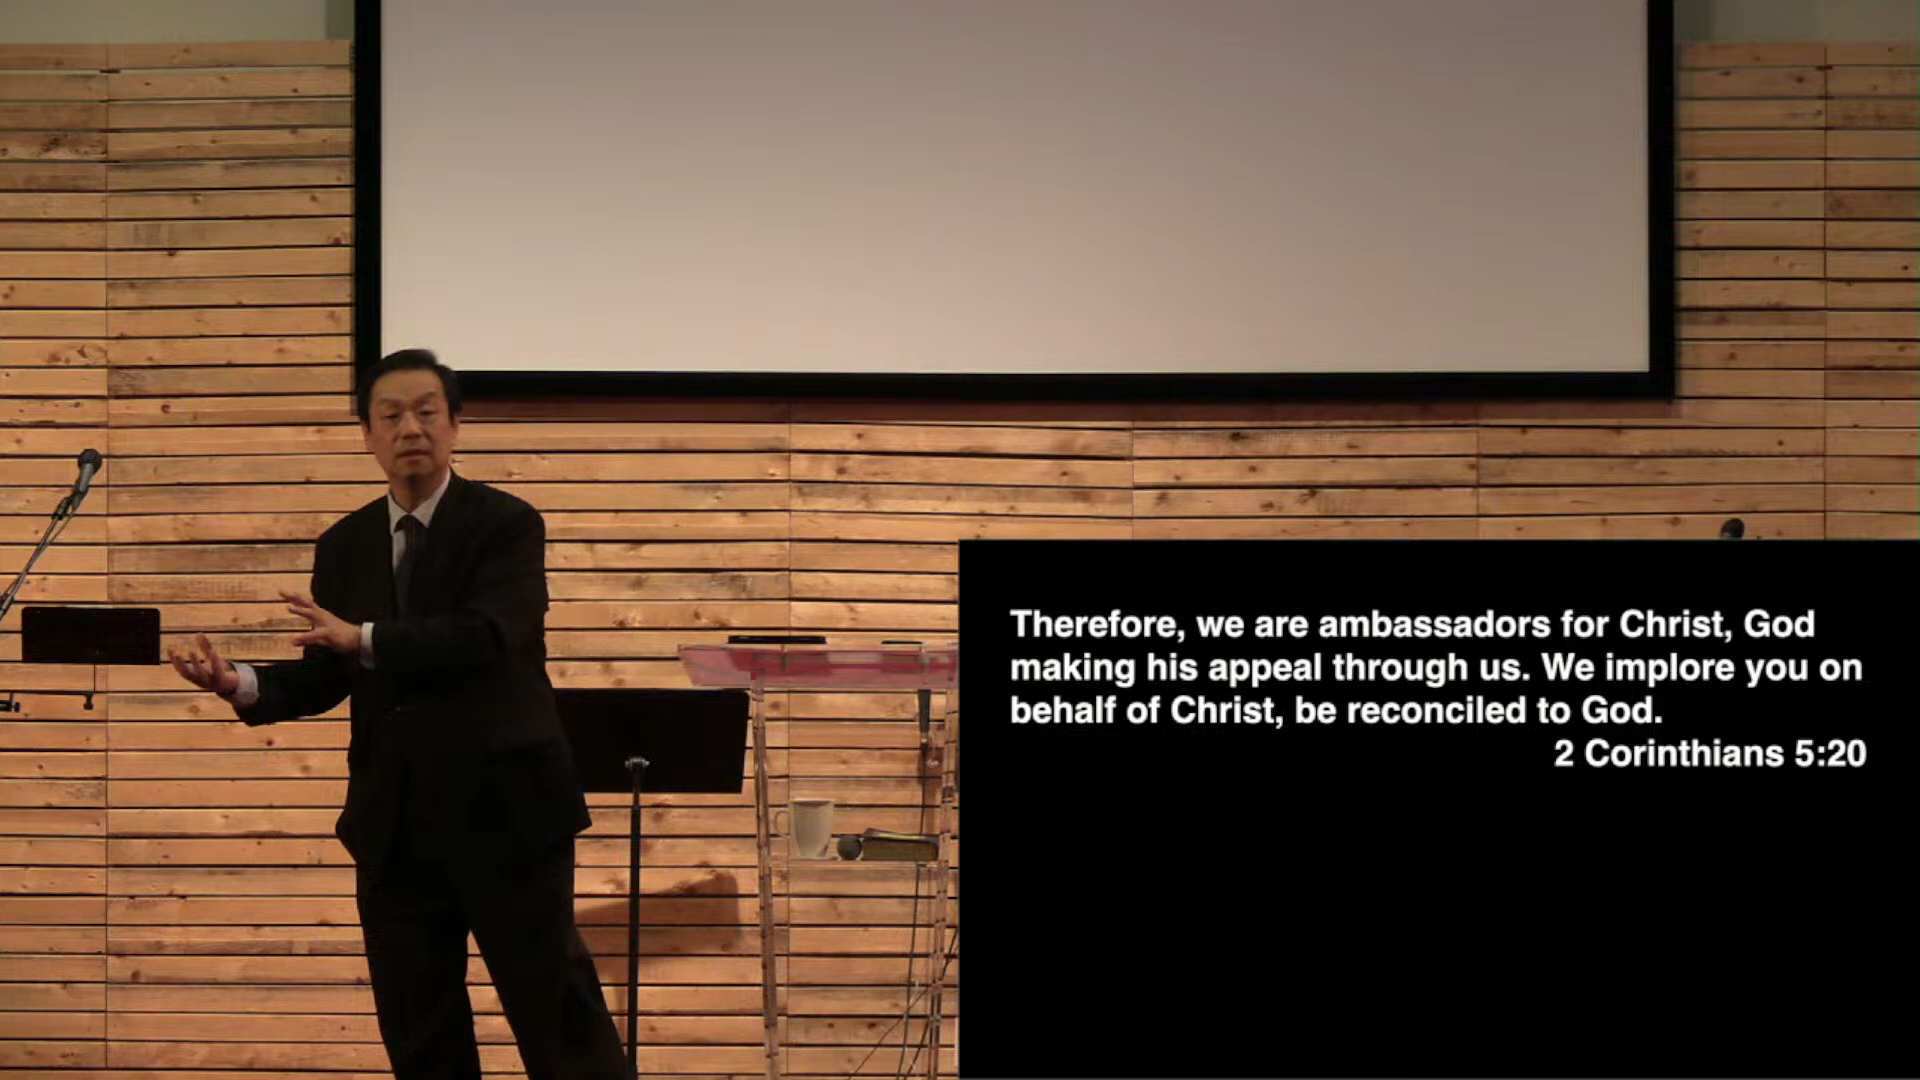 Therefore, we are ambassadors for Christ, God
making his appeal through us. We implore you on
behalf of Christ, be reconciled to God.
2 Corinthians 5:20